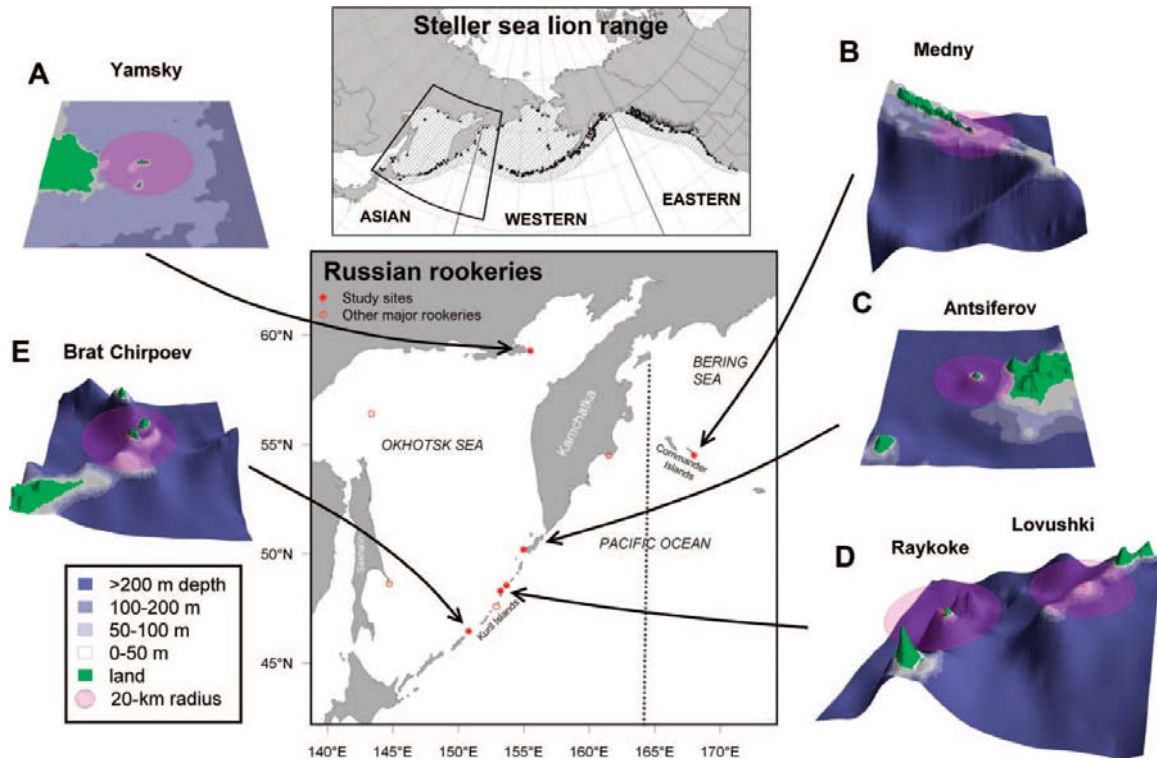 Steller sea lion range
ASIAN
WESTERN
EASTERN
A
Yamsky
B
Medny
Russian rookeries
Study sites
Other major rookeries
60°N
55°N
50°N
45°N
140°E
145°E
150°E
155°E
160°E
165°E
170°E
BERING
SEA
OKHOTSK SEA
Kamchatka
Commander
Islands
PACIFIC OCEAN
Kuril Islands
C
Antsiferov
E
Brat Chirpoev
D
Raykoke
Lovushki
>200 m depth
100-200 m
50-100 m
0-50 m
land
20-km radius